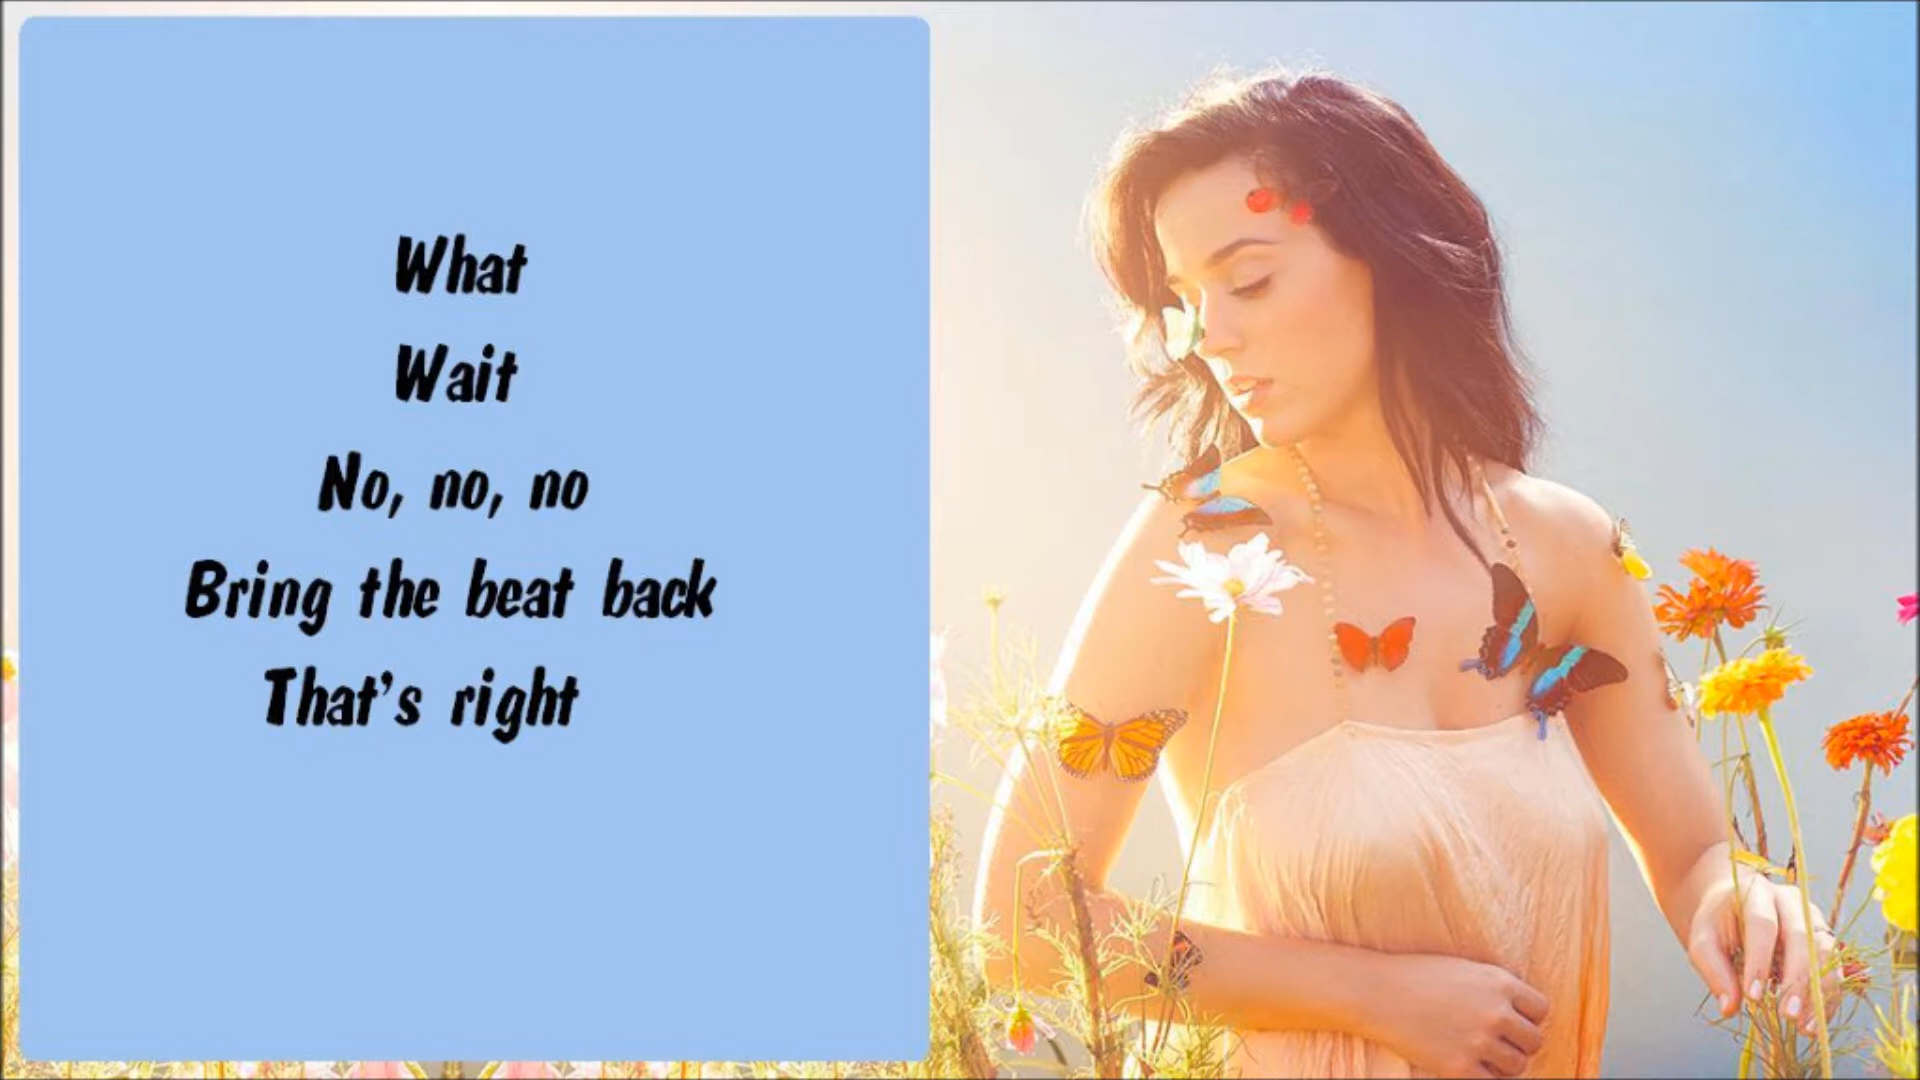 What
Wait
No, no, no
Bring the beat back
That's right